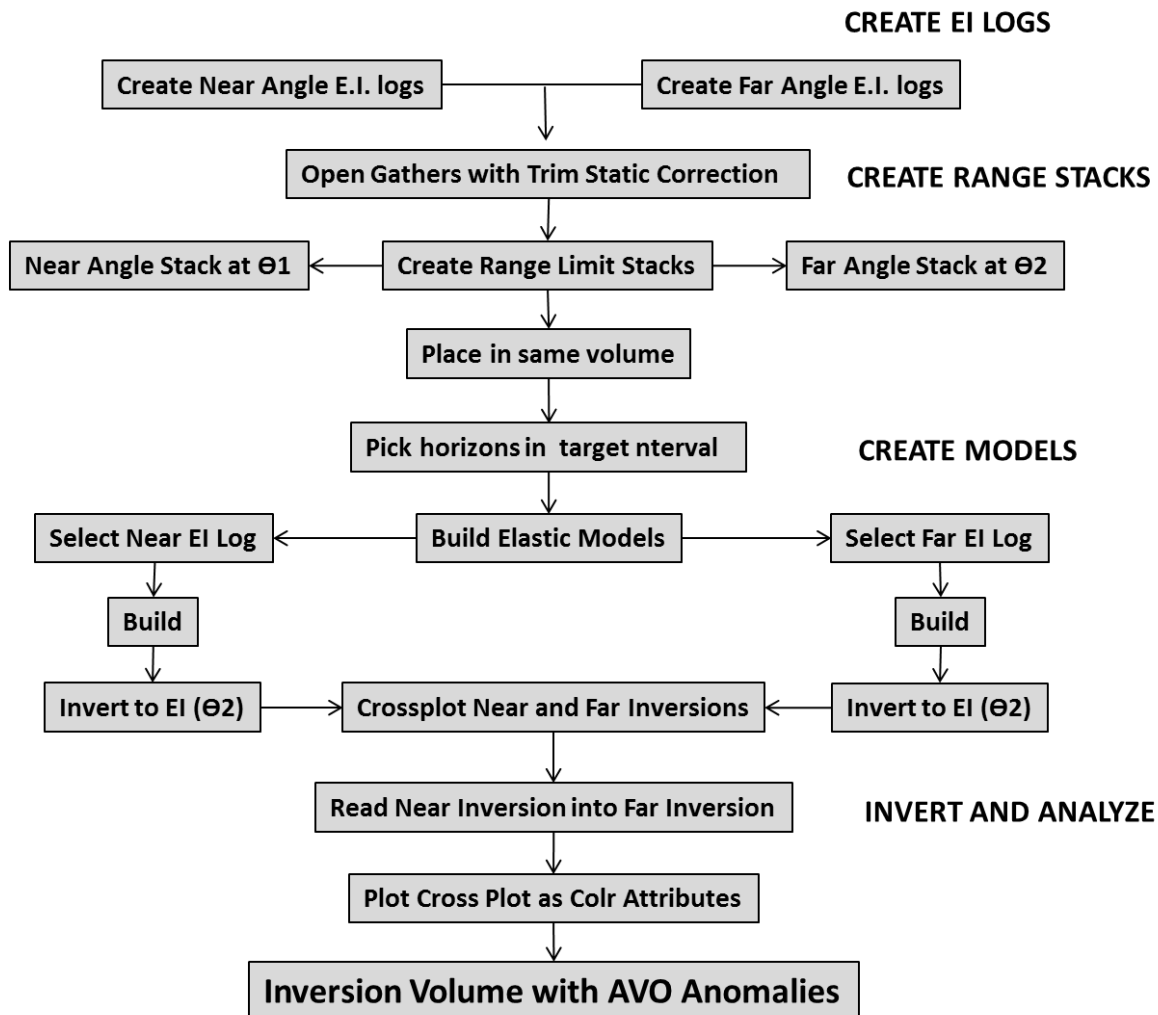 CREATE EI LOGS
Create Near Angle E.I. logs
Create Far Angle E.I. logs
Open Gathers with Trim Static Correction
CREATE RANGE STACKS
Near Angle Stack at ϴ1
Create Range Limit Stacks
Far Angle Stack at ϴ2
Place in same volume
Pick horizons in target nterval
CREATE MODELS
Select Near EI Log
Build Elastic Models
Select Far EI Log
Build
Build
Invert to EI (ϴ2)
Crossplot Near and Far Inversions
Invert to EI (ϴ2)
Read Near Inversion into Far Inversion
INVERT AND ANALYZE
Plot Cross Plot as Colr Attributes
Inversion Volume with AVO Anomalies